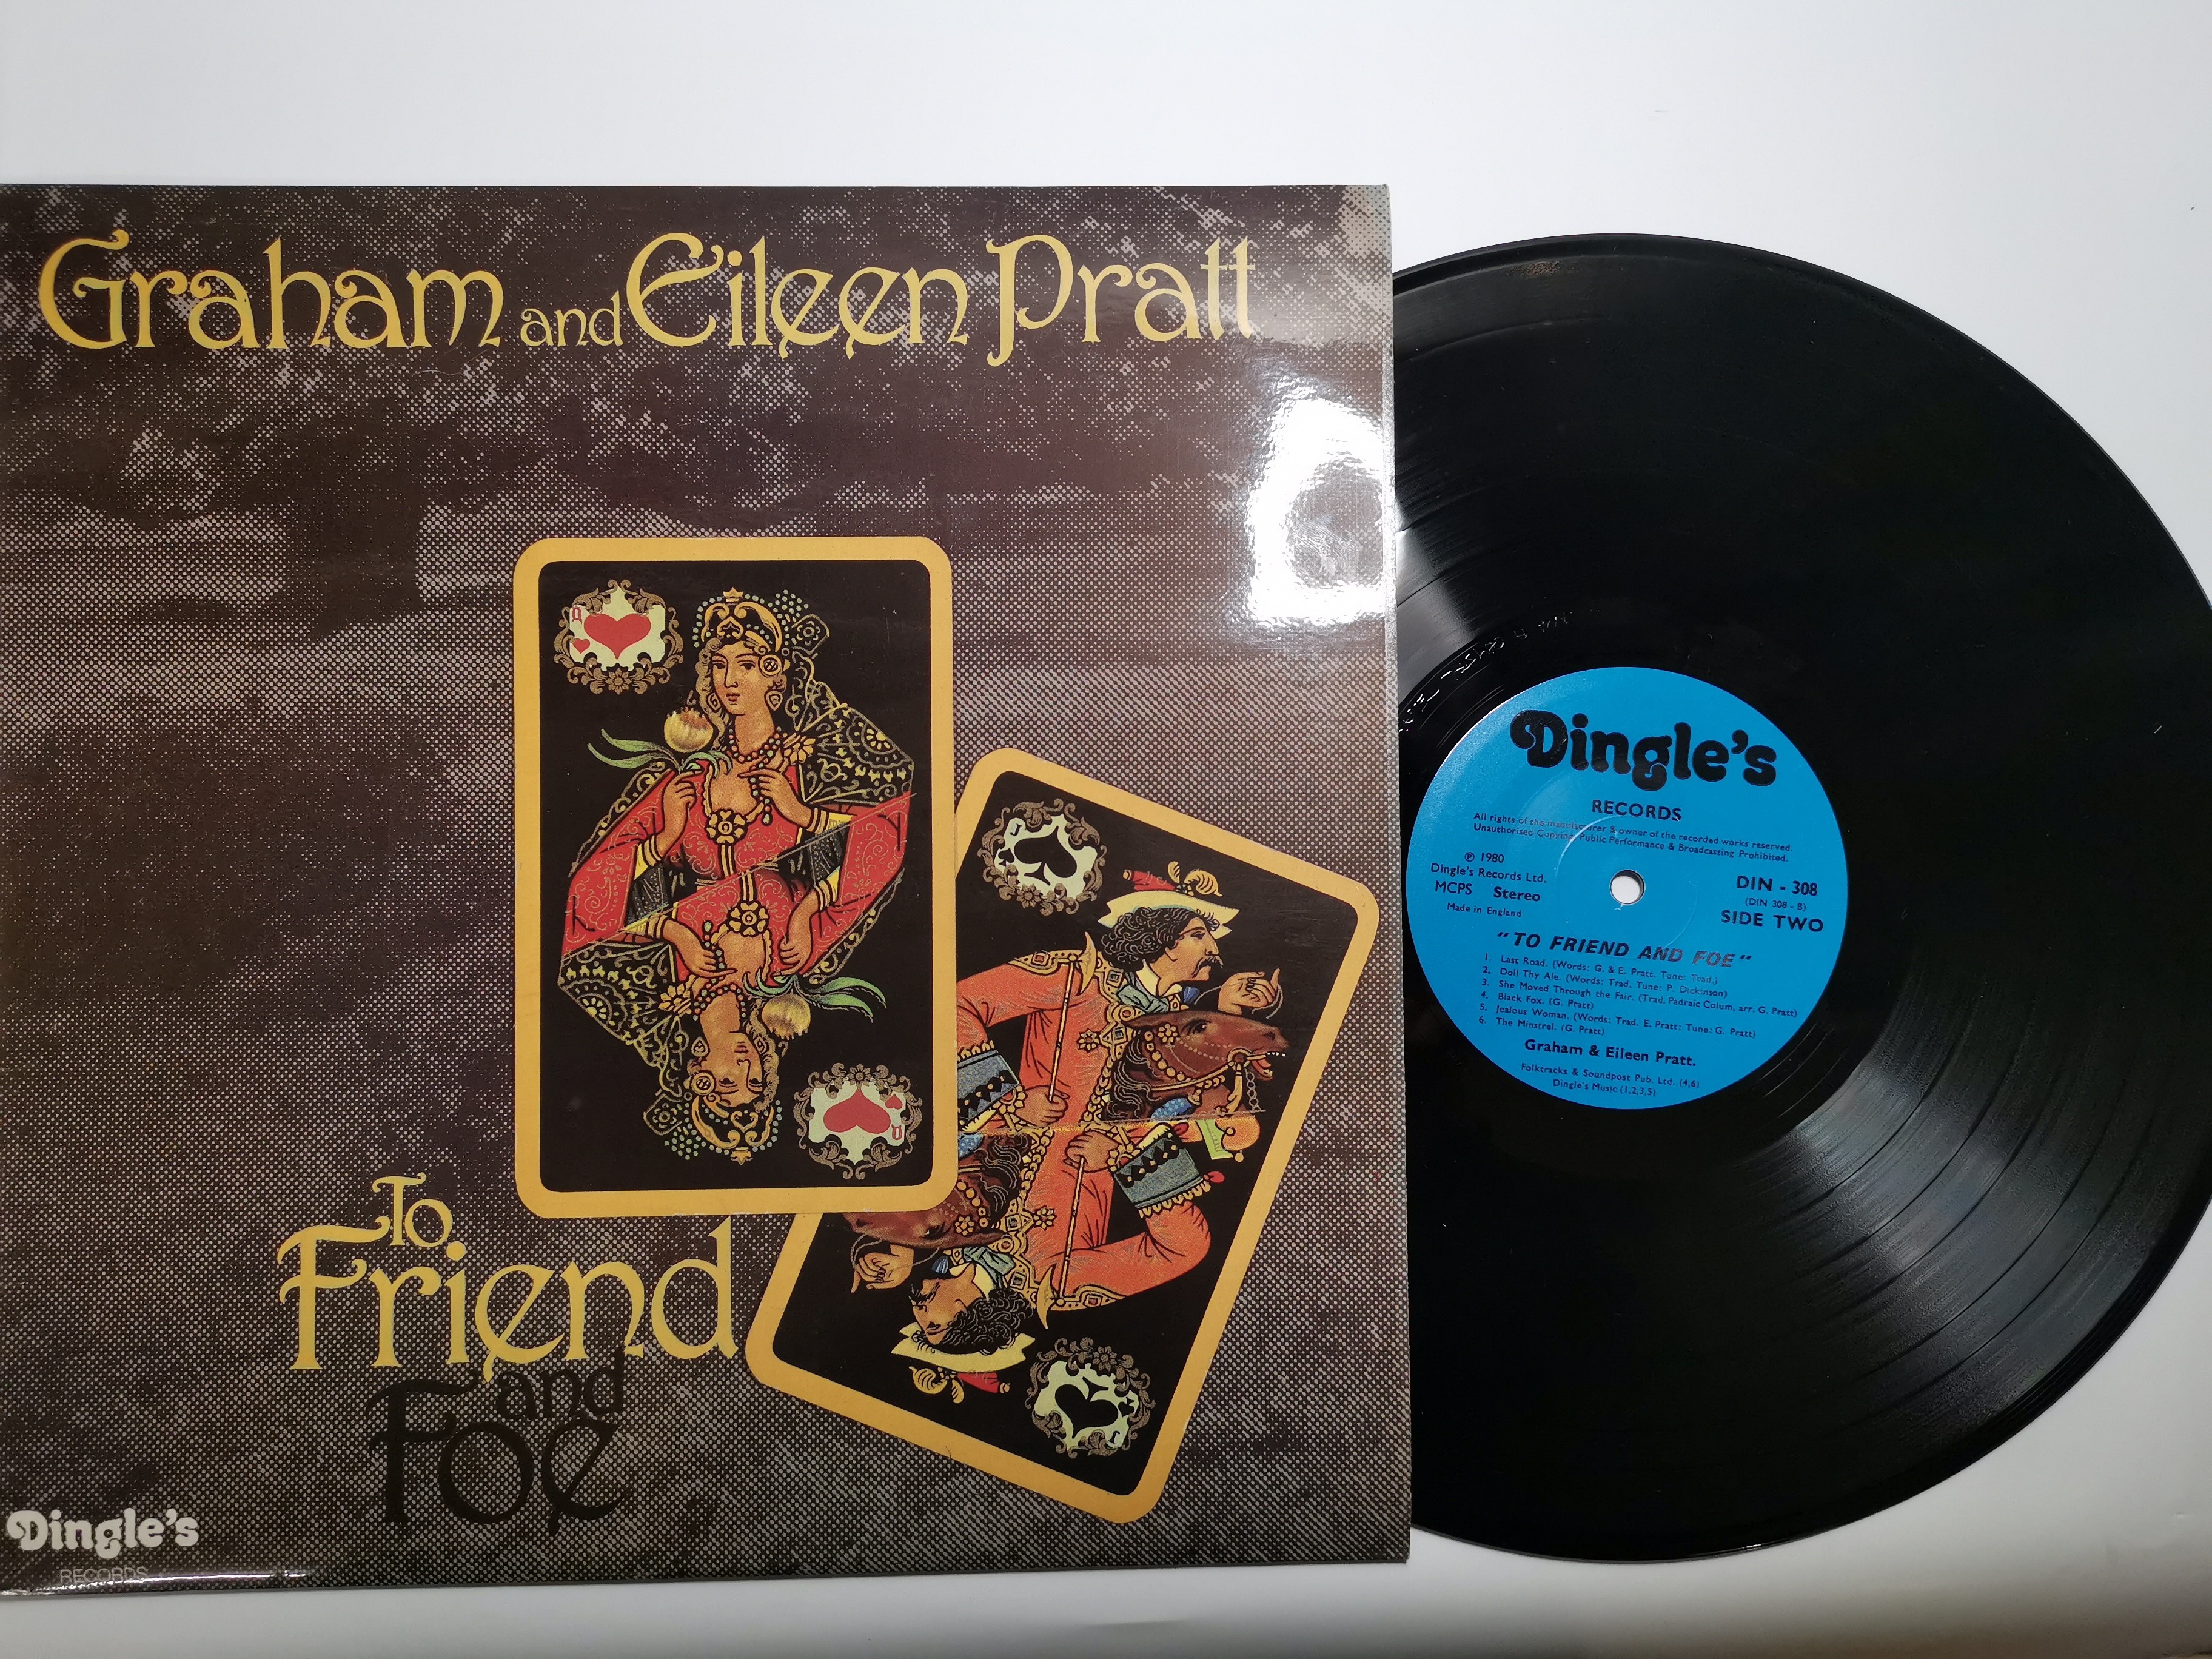 Graham and Eileen Pratt
Q
J
Q
J
To
Friend
and
Foe
Dingle's
RECORDS
Dingle's
RECORDS
All rights of the manufacturer & owner of the recorded works reserved.
Unauthorised Copying, Public Performance & Broadcasting Prohibited.
℗ 1980
Dingle's Records Ltd.
MCPS Stereo
Made in England
DIN - 308
(DIN 308 - B)
SIDE TWO
"TO FRIEND AND FOE"
1. Last Road. (Words: G. & E. Pratt. Tune: Trad.)
2. Doll Thy Ale. (Words: Trad. Tune: P. Dickinson)
3. She Moved Through the Fair. (Trad, Padraic Colum, arr. G. Pratt)
4. Black Fox. (G. Pratt)
5. Jealous Woman. (Words: Trad. E. Pratt; Tune: G. Pratt)
6. The Minstrel. (G. Pratt)
Graham & Eileen Pratt.
Folktracks & Soundpost Pub. Ltd. (4,6)
Dingle's Music (1,2,3,5)